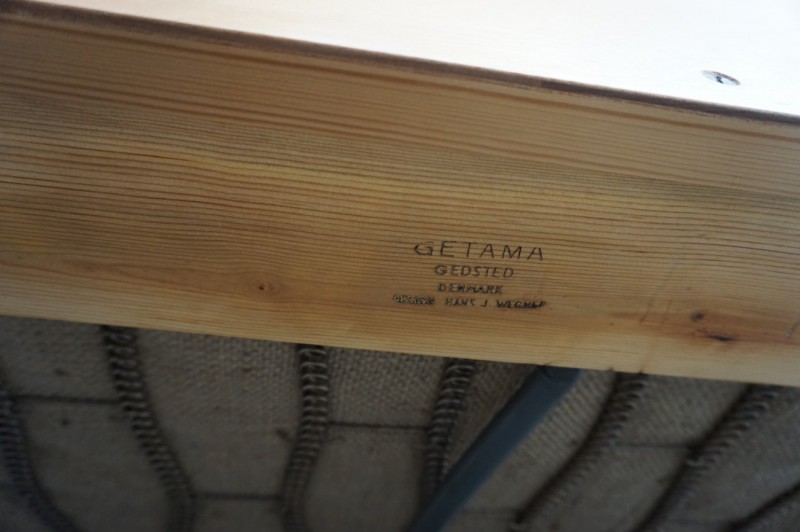 GETAMA
GEDSTED
DENMARK
DESIGN HANS J. WEGNER